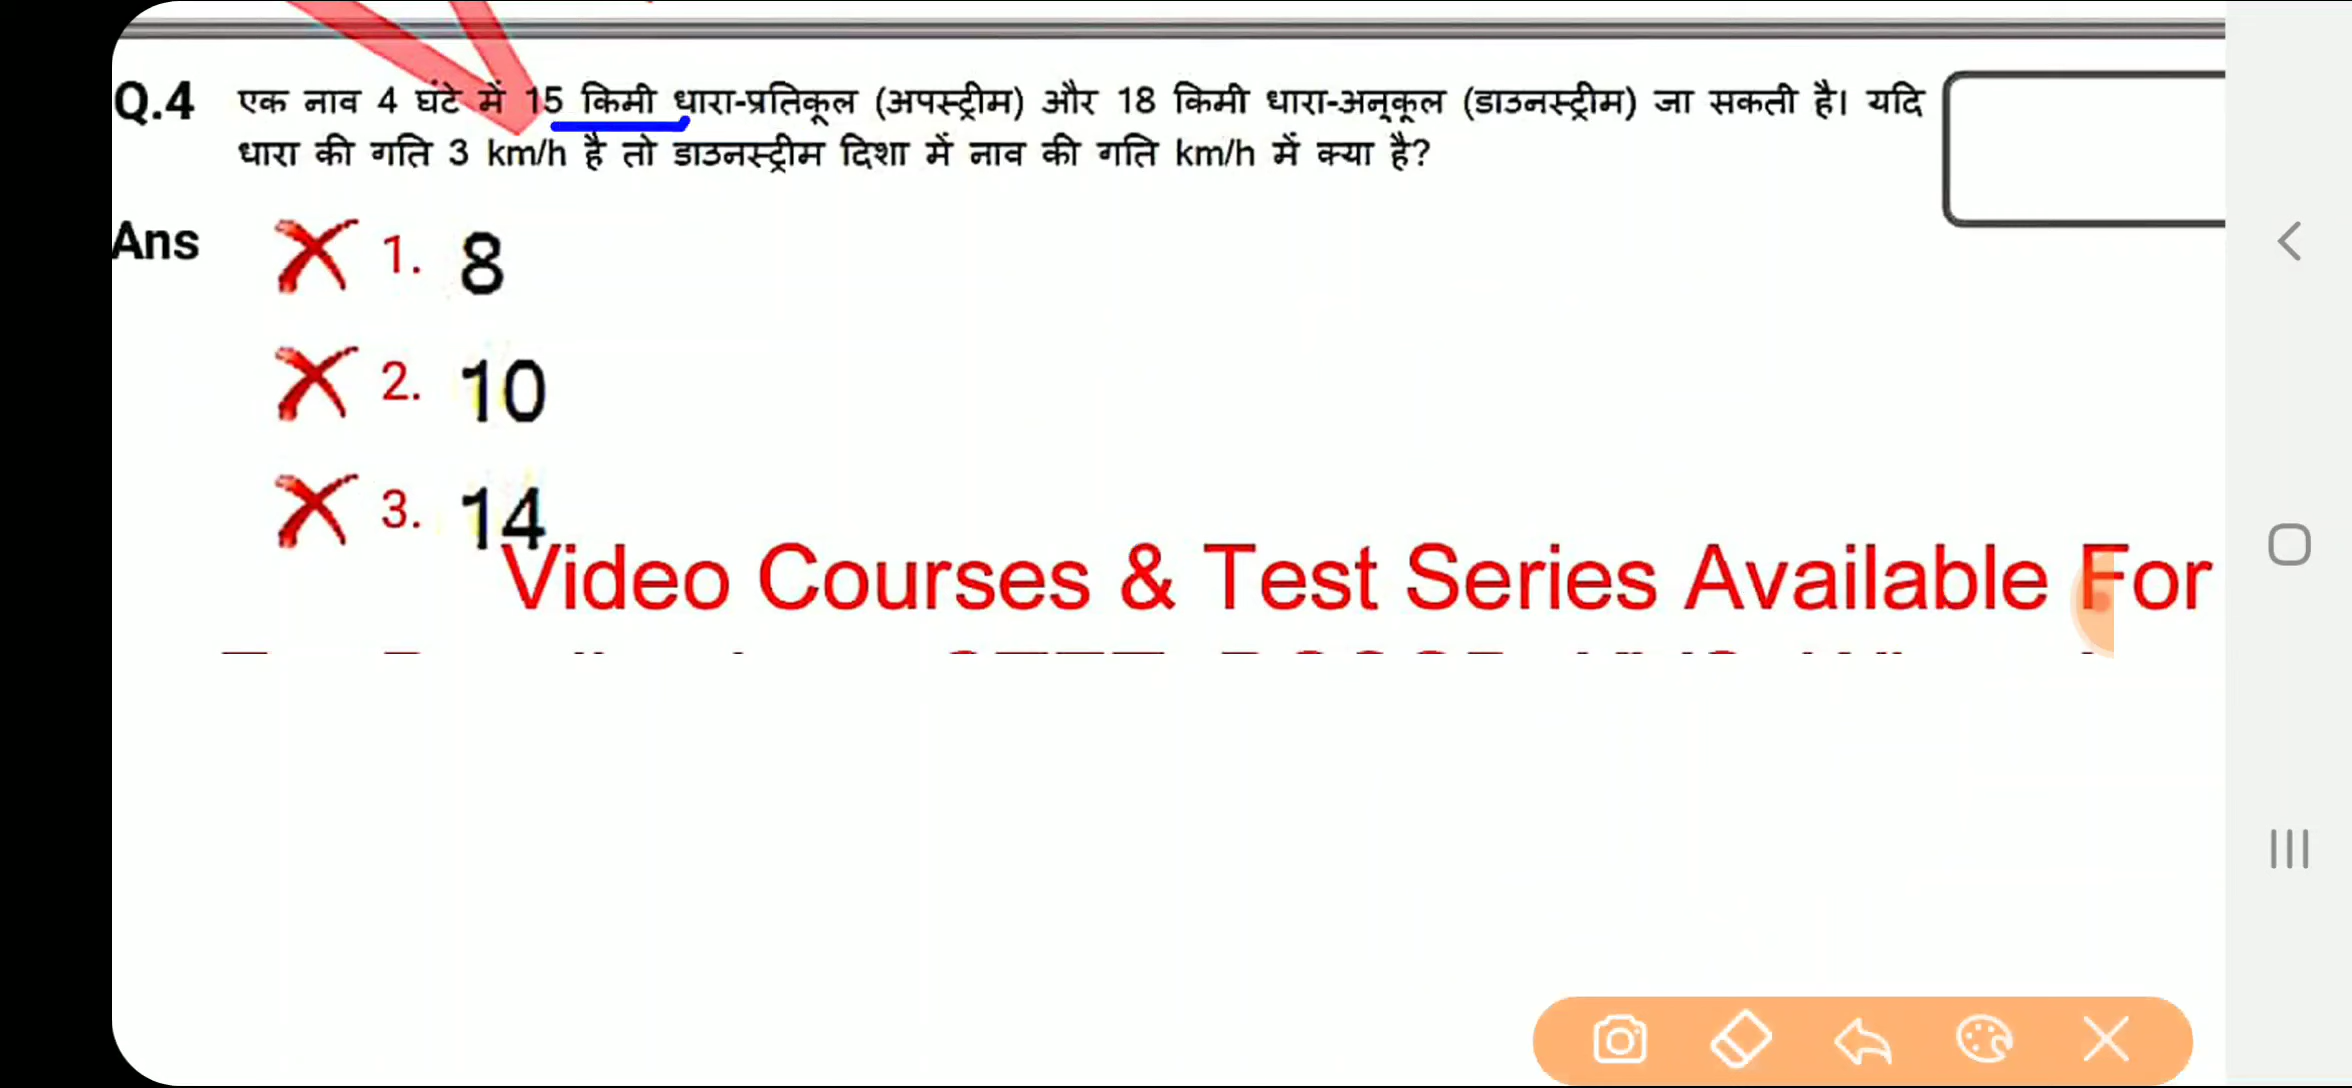 Q.4 एक नाव 4 घंटे में 15 किमी धारा-प्रतिकूल (अपस्ट्रीम) और 18 किमी धारा-अनुकूल (डाउनस्ट्रीम) जा सकती है। यदि
धारा की गति 3 km/h है तो डाउनस्ट्रीम दिशा में नाव की गति km/h में क्या है?
Ans 1. 8
2. 10
3. 14
Video Courses & Test Series Available For